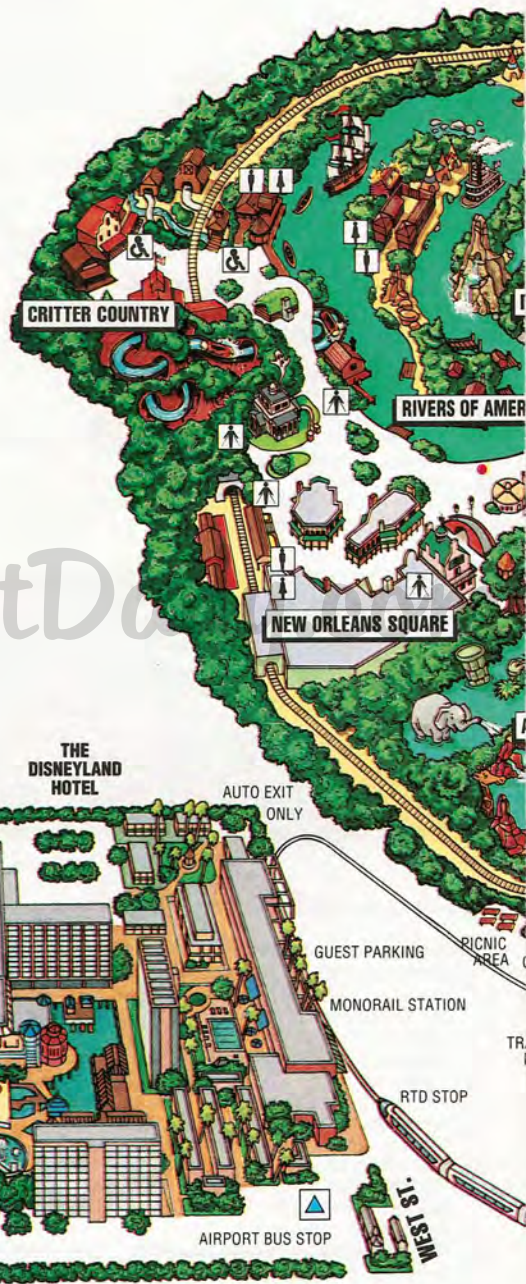 CRITTER COUNTRY
RIVERS OF AMER
NEW ORLEANS SQUARE
THE
DISNEYLAND
HOTEL
AUTO EXIT
ONLY
GUEST PARKING
PICNIC
AREA
MONORAIL STATION
TR
RTD STOP
WEST ST.
AIRPORT BUS STOP